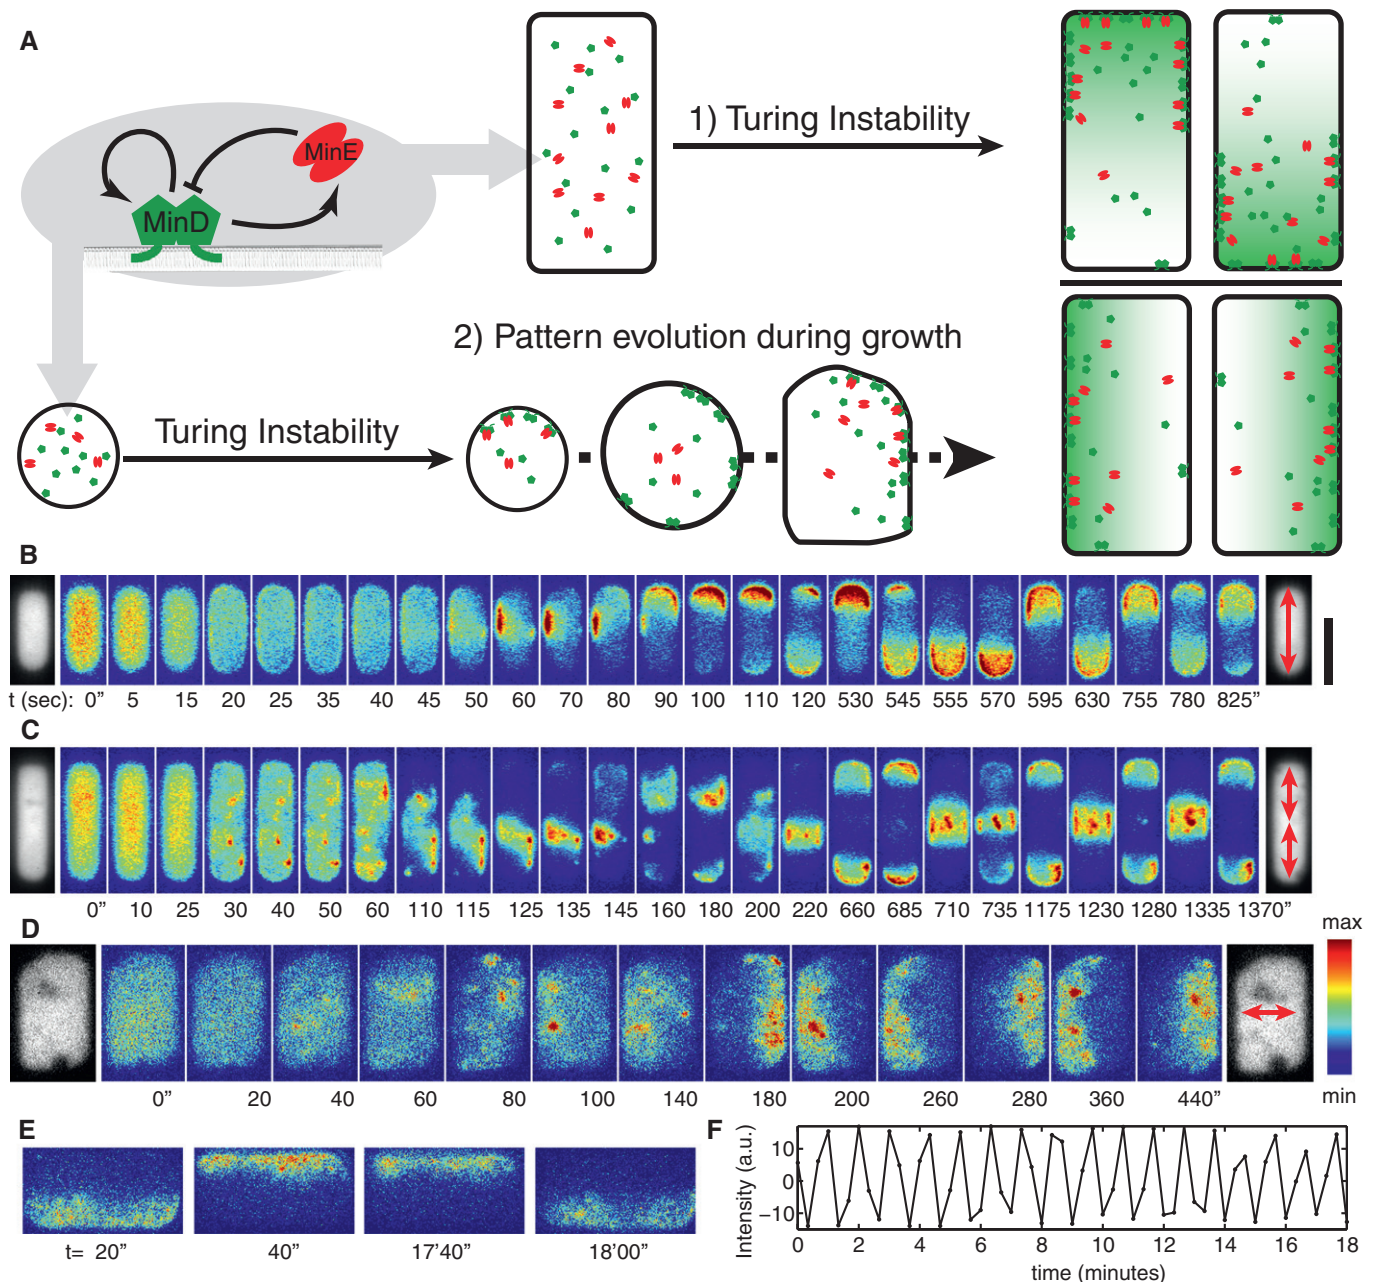 A
MinE
MinD
1) Turing Instability
2) Pattern evolution during growth
Turing Instability
B
t (sec): 0” 5 15 20 25 35 40 45 50 60 70 80 90 100 110 120 530 545 555 570 595 630 755 780 825”
C
0” 10 25 30 40 50 60 110 115 125 135 145 160 180 200 220 660 685 710 735 1175 1230 1280 1335 1370”
D
max
min
0” 20 40 60 80 100 140 180 200 260 280 360 440”
E
t= 20” 40” 17’40” 18’00”
F
Intensity (a.u.)
10
0
−10
0 2 4 6 8 10 12 14 16 18
time (minutes)